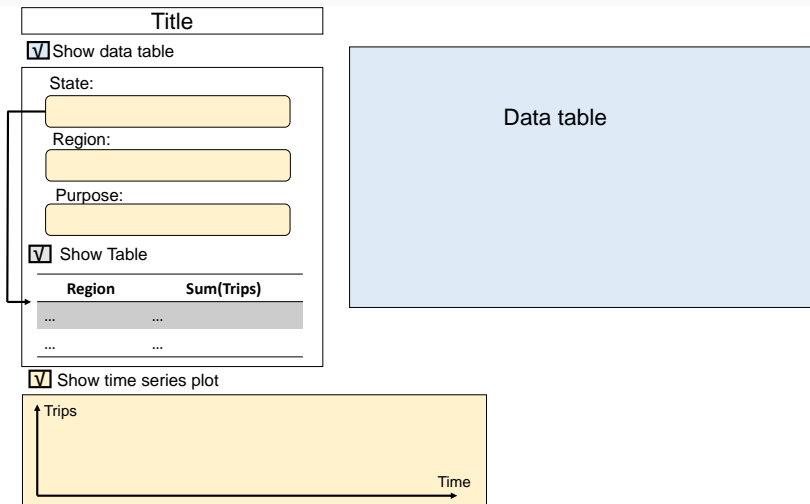 Title
√ Show data table
State:
Region:
Purpose:
√ Show Table
Region Sum(Trips)
... ...
... ...
Data table
√ Show time series plot
Trips
Time